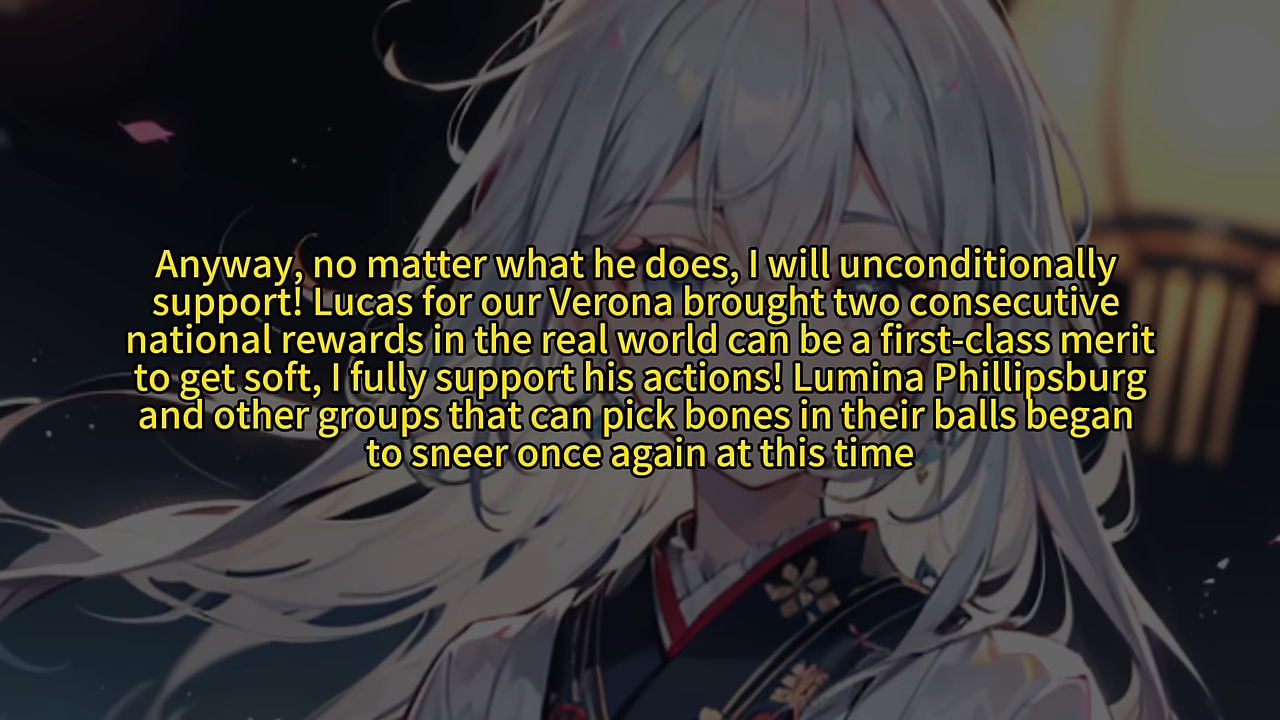 Anyway, no matter what he does, I will unconditionally
support! Lucas for our Verona brought two consecutive
national rewards in the real world can be a first-class merit
to get soft, I fully support his actions! Lumina Phillipsburg
and other groups that can pick bones in their balls began
to sneer once again at this time